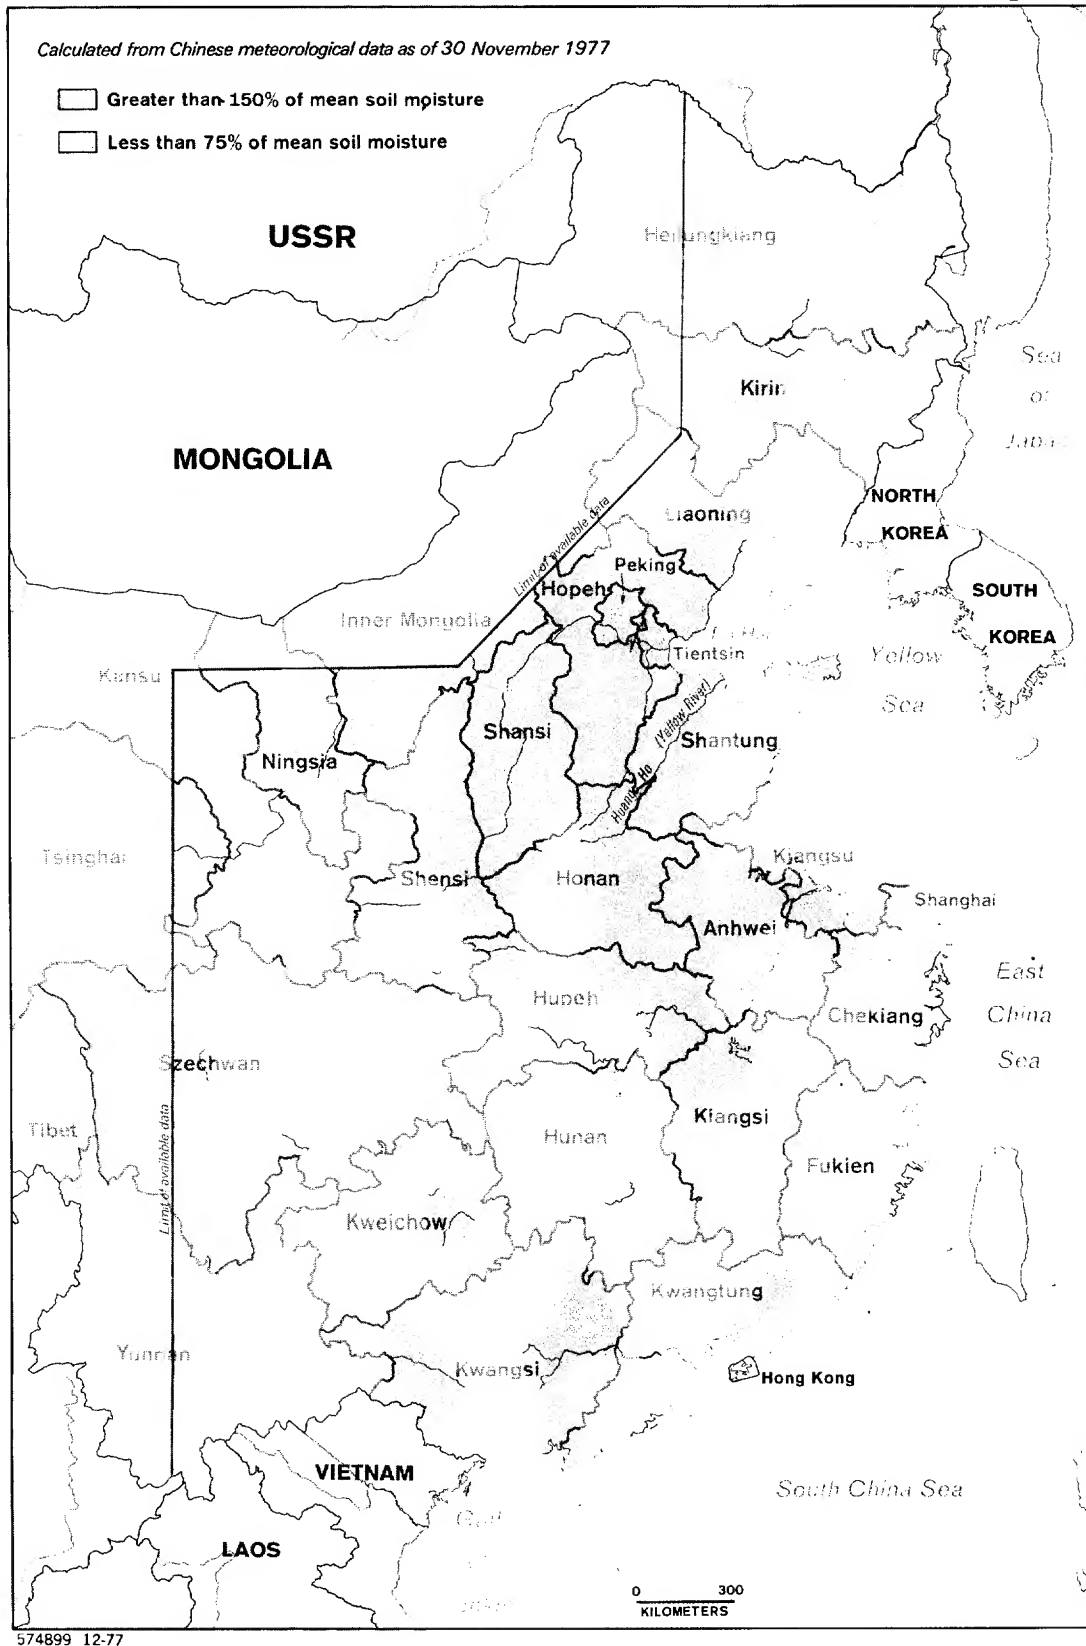 Calculated from Chinese meteorological data as of 30 November 1977
Greater than 150% of mean soil moisture
Less than 75% of mean soil moisture
USSR
Heilungkiang
Sea
of
Japan
Kirin
MONGOLIA
NORTH
KOREA
Liaoning
Limit of available data
Peking
Hopeh
SOUTH
KOREA
Inner Mongolia
Tientsin
Yellow
Sea
Kansu
(Yellow River)
Huang Ho
Shansi
Shantung
Ningsia
Tsinghai
Kiangsu
Shensi
Honan
Shanghai
Anhwei
East
China
Sea
Hupeh
Chekiang
Szechwan
Limit of available data
Tibet
Kiangsi
Hunan
Fukien
Kweichow
Kwangtung
Yunnan
Kwangsi
Hong Kong
VIETNAM
South China Sea
Gulf
LAOS
0 300
KILOMETERS
574899 12-77